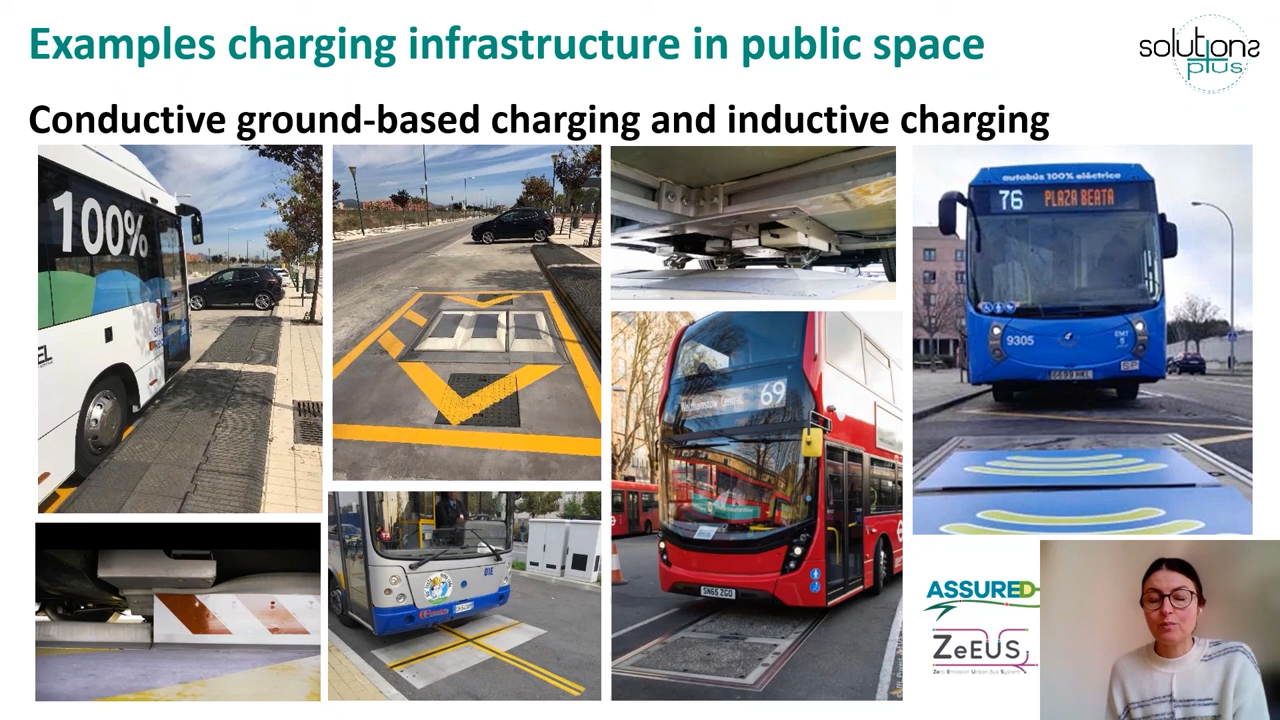 Examples charging infrastructure in public space
solutions
plus
Conductive ground-based charging and inductive charging
100%
autobús 100% eléctrico
76 PLAZA BEATA
9305
69
SN65 ZGO
ASSURED
ZeEUS
Zero Emission Urban Bus System